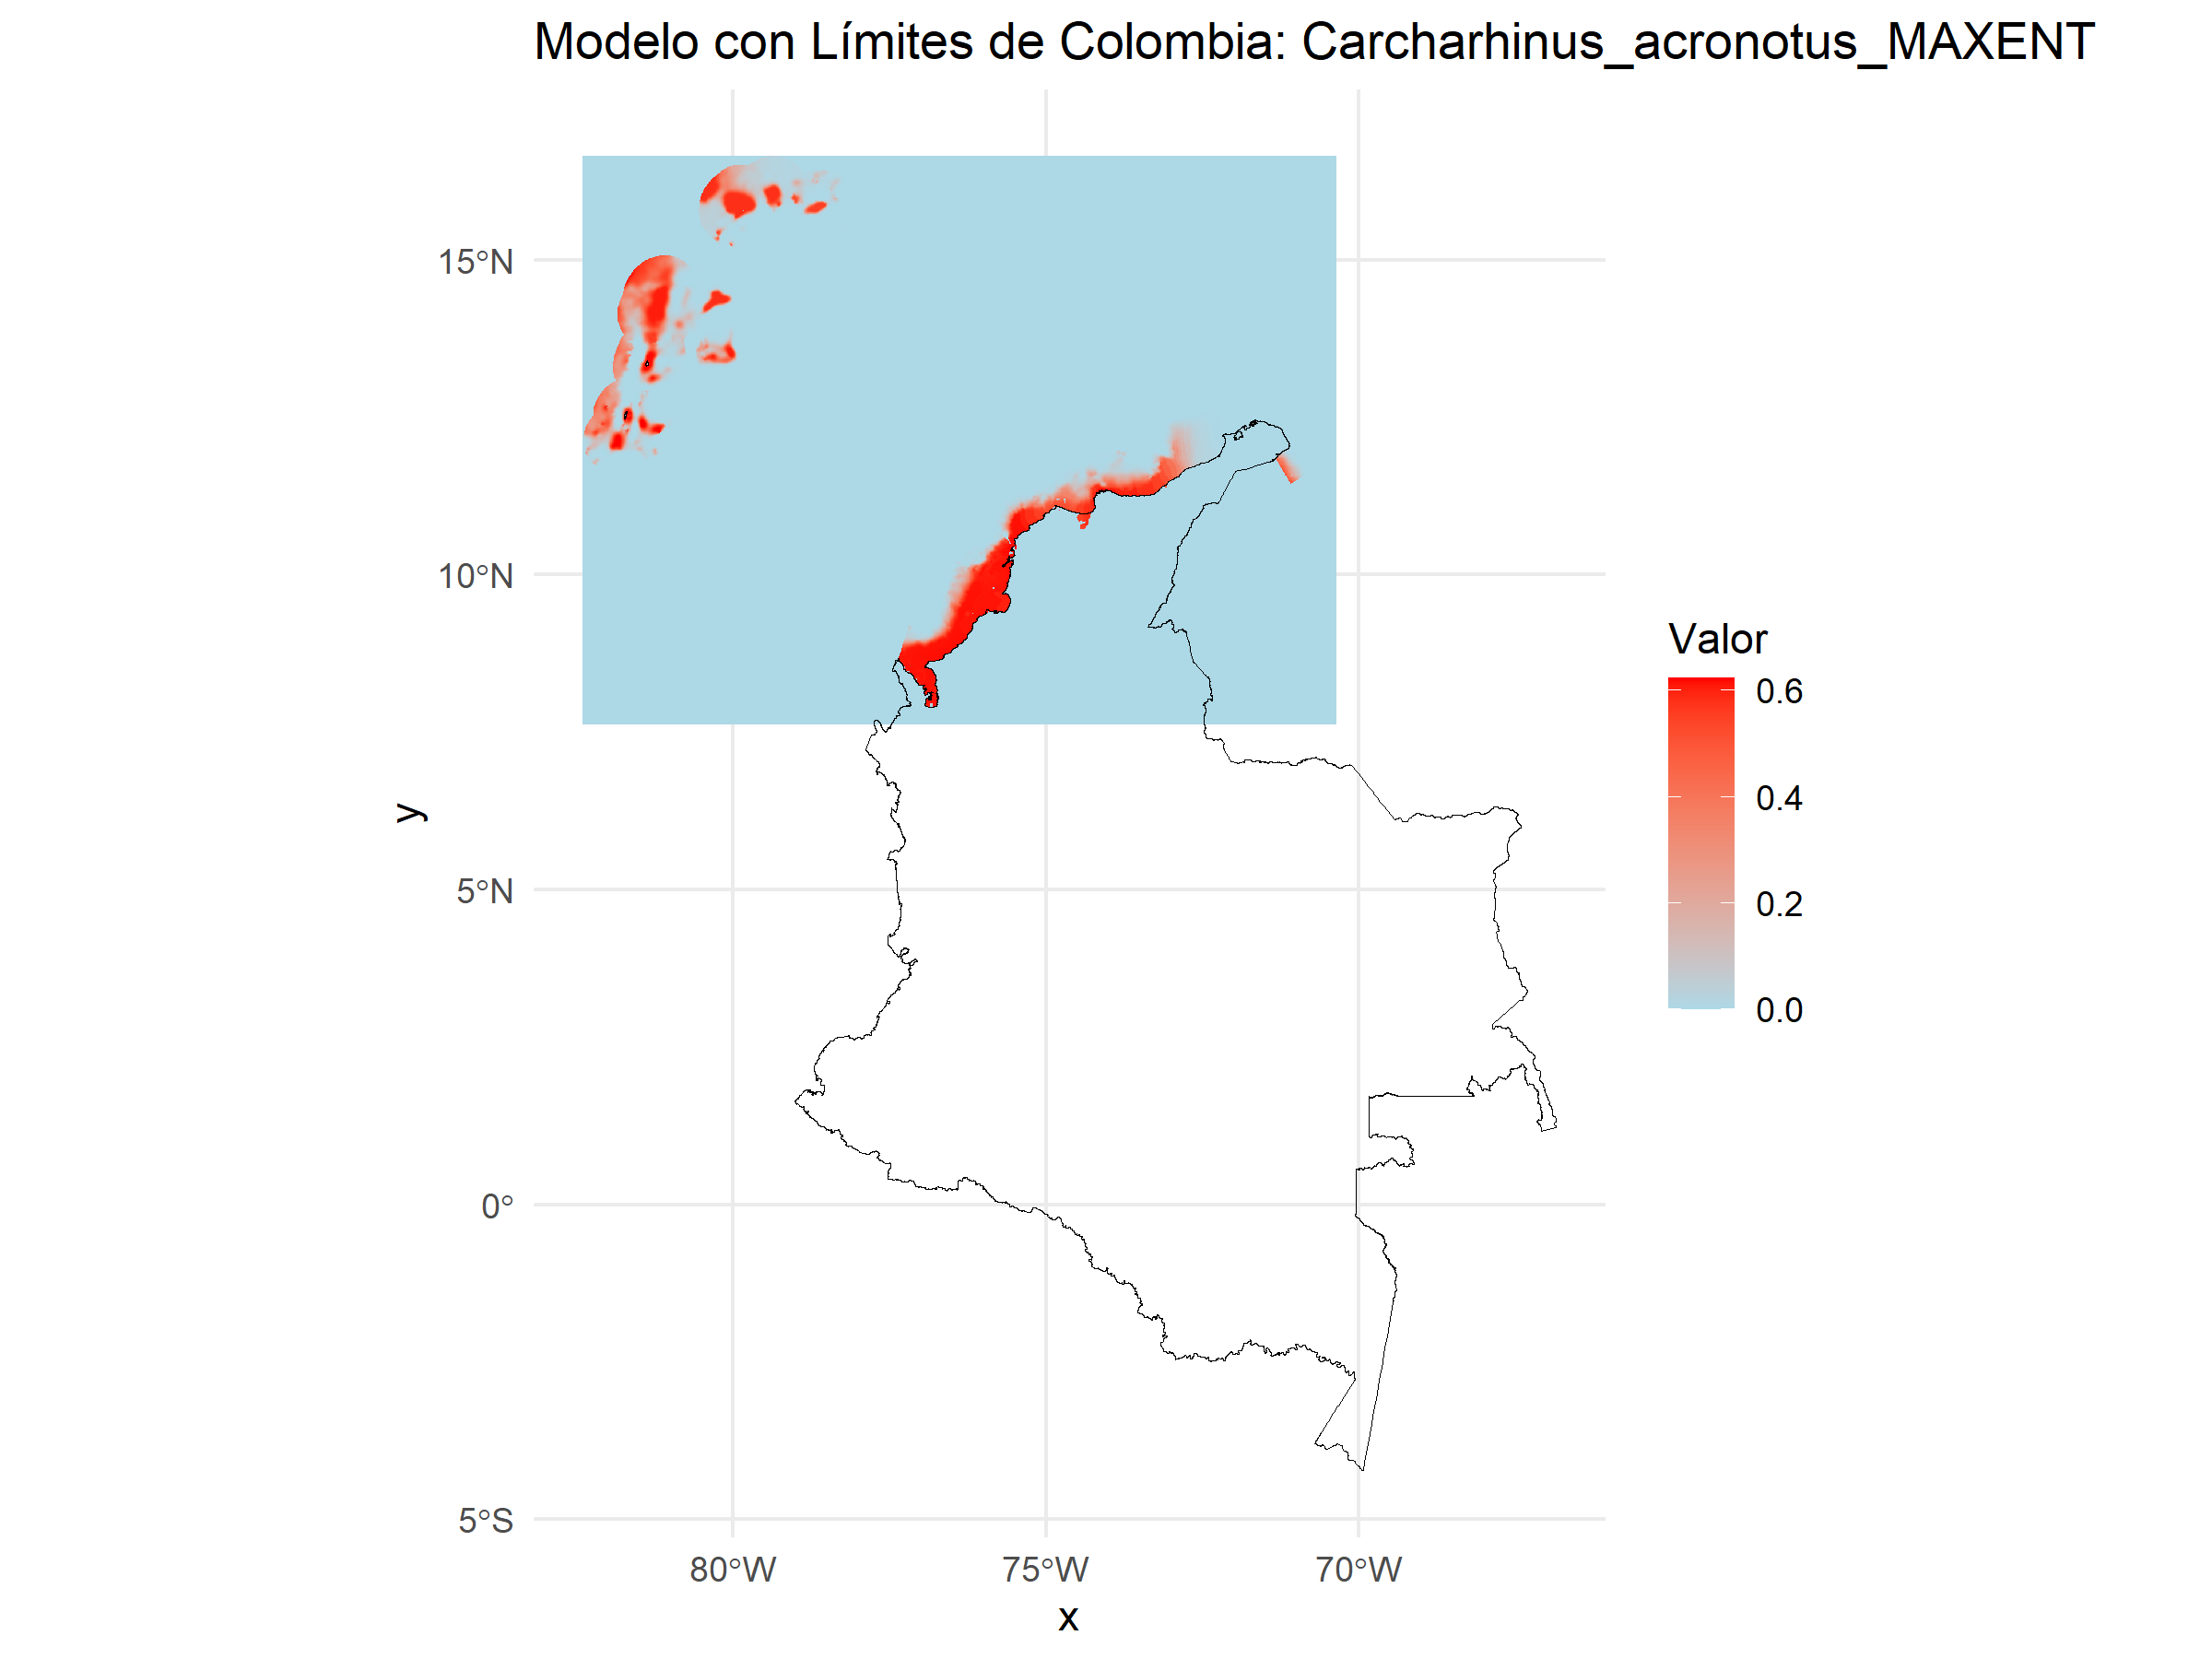 Modelo con Límites de Colombia: Carcharhinus_acronotus_MAXENT
15°N
10°N
5°N
0°
5°S
y
80°W
75°W
70°W
x
Valor
0.6
0.4
0.2
0.0